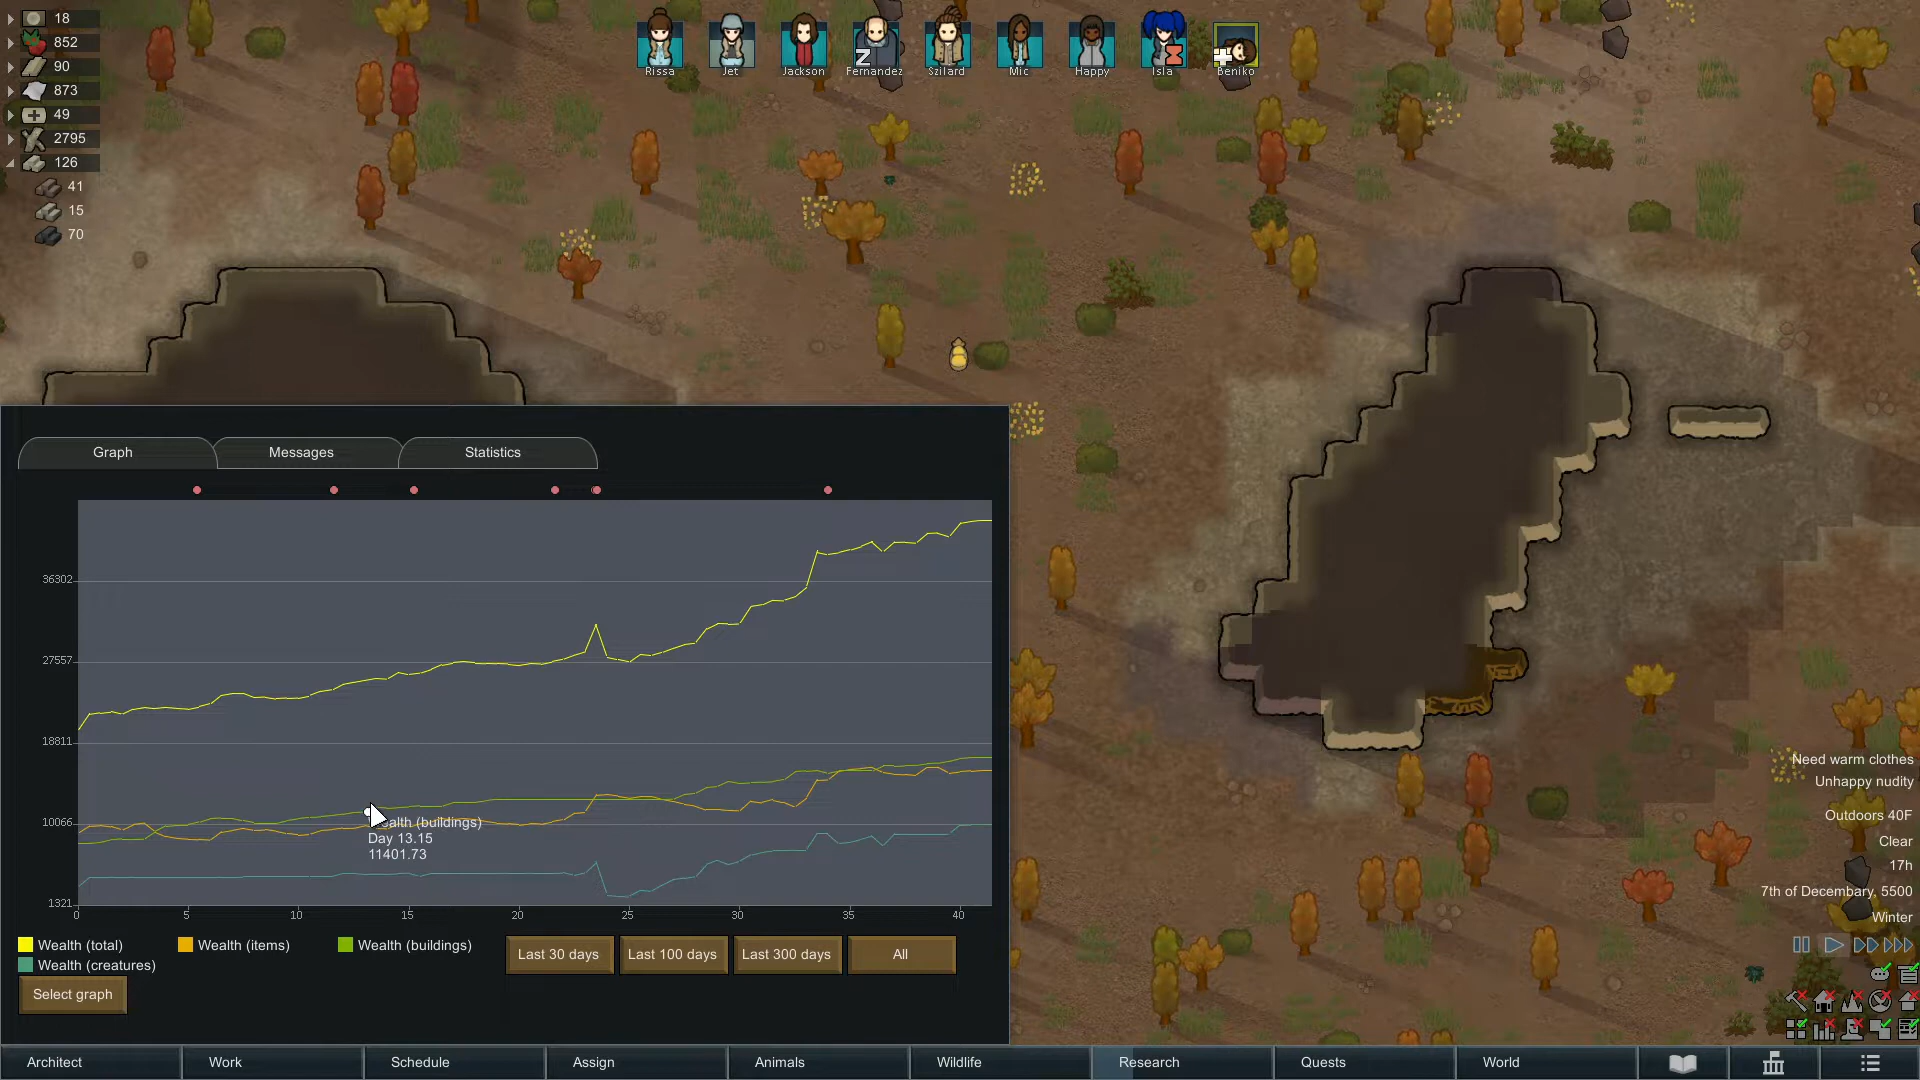 18
852
90
873
49
2795
126
41
15
70
Rissa
Jet
Jackson
Fernandez
Szilard
Mic
Happy
Isla
Beniko
Graph
Messages
Statistics
36302
27557
18811
10066
1321
0 5 10 15 20 25 30 35 40
Wealth (buildings)
Day 13.15
11401.73
Wealth (total)
Wealth (items)
Wealth (buildings)
Wealth (creatures)
Last 30 days
Last 100 days
Last 300 days
All
Select graph
Need warm clothes
Unhappy nudity
Outdoors 40F
Clear
17h
7th of Decembary, 5500
Winter
Architect
Work
Schedule
Assign
Animals
Wildlife
Research
Quests
World